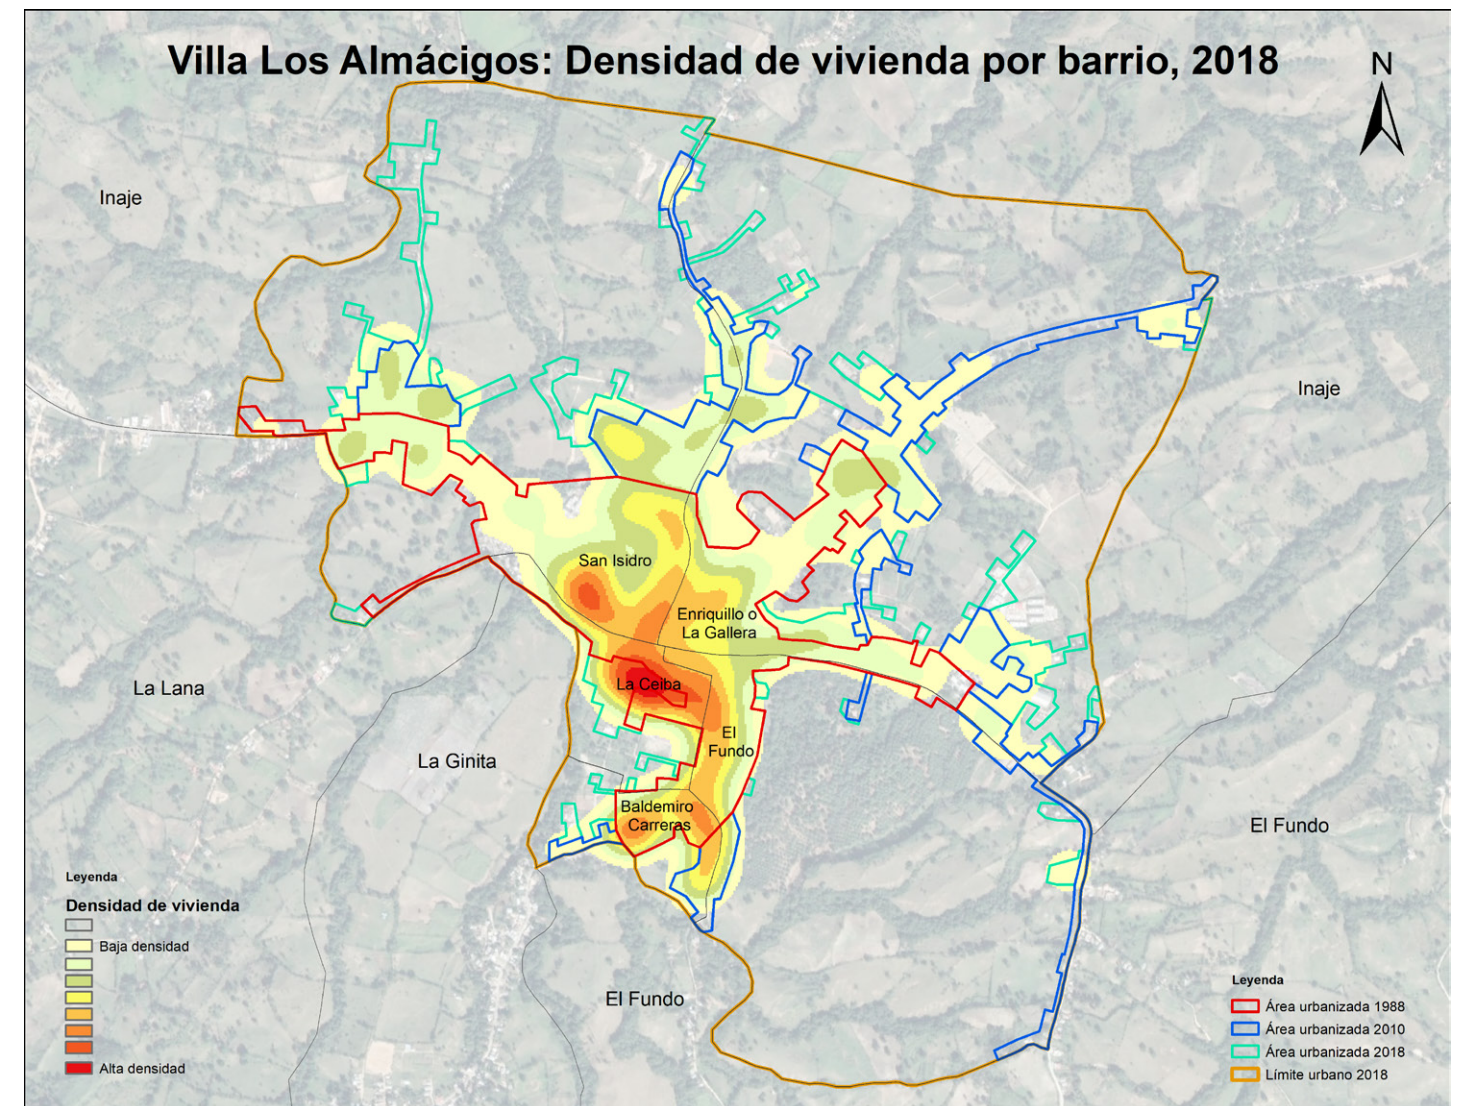 Villa Los Almácigos: Densidad de vivienda por barrio, 2018
N
Inaje
Inaje
San Isidro
Enriquillo o
La Gallera
La Lana
La Ceiba
El
Fundo
La Ginita
Baldemiro
Carreras
El Fundo
El Fundo
Leyenda
Densidad de vivienda
Baja densidad
Alta densidad
Leyenda
Área urbanizada 1988
Área urbanizada 2010
Área urbanizada 2018
Límite urbano 2018